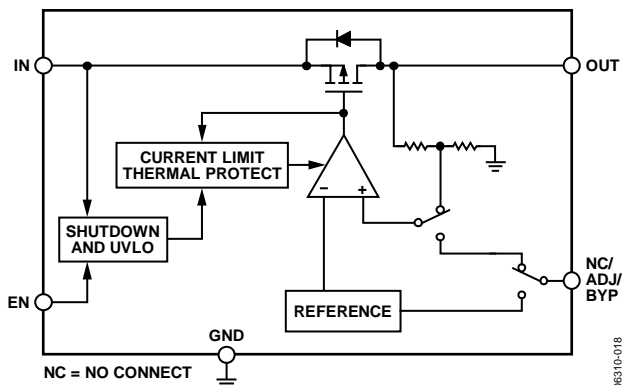 IN
OUT
CURRENT LIMIT
THERMAL PROTECT
–
+
SHUTDOWN
AND UVLO
NC/
ADJ/
BYP
EN
REFERENCE
GND
NC = NO CONNECT
06310-018